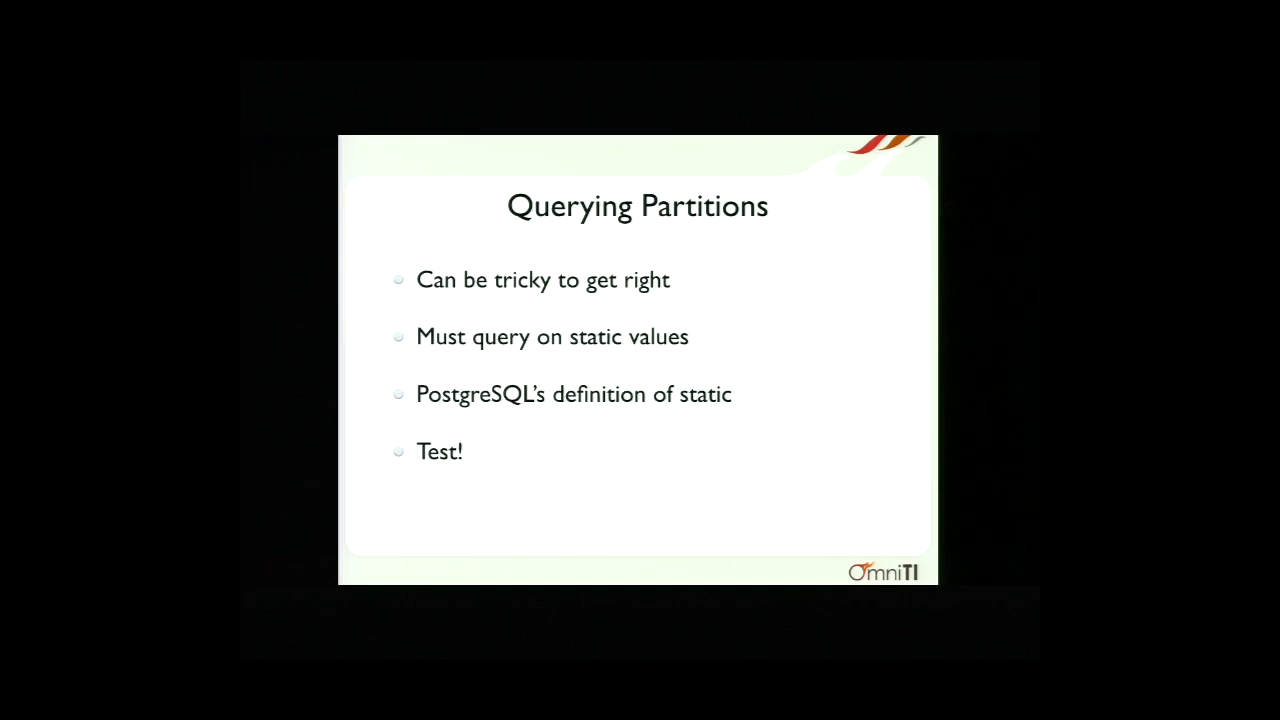 Querying Partitions
Can be tricky to get right
Must query on static values
PostgreSQL’s definition of static
Test!
OmniTI